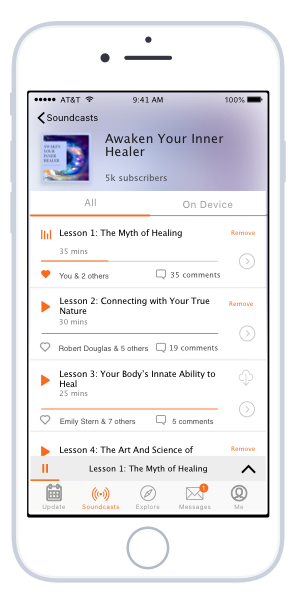 AT&T
9:41 AM
100%
Soundcasts
AWAKEN
YOUR
INNER
HEALER
Awaken Your Inner
Healer
5k subscribers
All
On Device
Lesson 1: The Myth of Healing
Remove
35 mins
You & 2 others
35 comments
Lesson 2: Connecting with Your True
Nature
Remove
30 mins
Robert Douglas & 5 others
19 comments
Lesson 3: Your Body's Innate Ability to
Heal
25 mins
Emily Stern & 7 others
5 comments
Lesson 4: The Art And Science of
Remove
Lesson 1: The Myth of Healing
1
Update
Soundcasts
Explore
Messages
Me